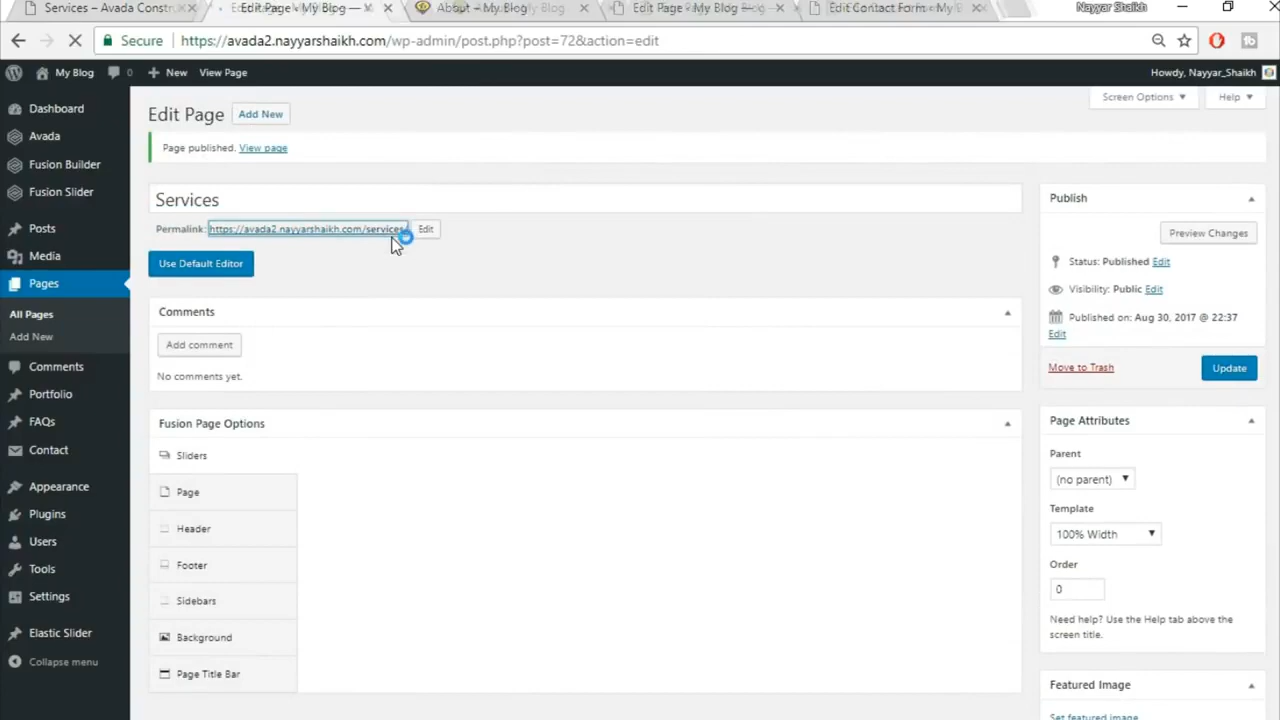 Services – Avada Constr
Edit Page ‹ My Blog —
About – My Blog
Edit Page ‹ My Blog —
Edit Contact Form ‹ My
Nayyar Shaikh
Secure https://avada2.nayyarshaikh.com/wp-admin/post.php?post=72&action=edit
My Blog 0 New View Page Howdy, Nayyar_Shaikh
Screen Options Help
Dashboard
Avada
Fusion Builder
Fusion Slider
Posts
Media
Pages
All Pages
Add New
Comments
Portfolio
FAQs
Contact
Appearance
Plugins
Users
Tools
Settings
Elastic Slider
Collapse menu
Edit Page Add New
Page published. View page
Services
Permalink: https://avada2.nayyarshaikh.com/services/ Edit
Use Default Editor
Comments
Add comment
No comments yet.
Fusion Page Options
Sliders
Page
Header
Footer
Sidebars
Background
Page Title Bar
Publish
Preview Changes
Status: Published Edit
Visibility: Public Edit
Published on: Aug 30, 2017 @ 22:37
Edit
Move to Trash Update
Page Attributes
Parent
(no parent)
Template
100% Width
Order
0
Need help? Use the Help tab above the
screen title.
Featured Image
Set featured image